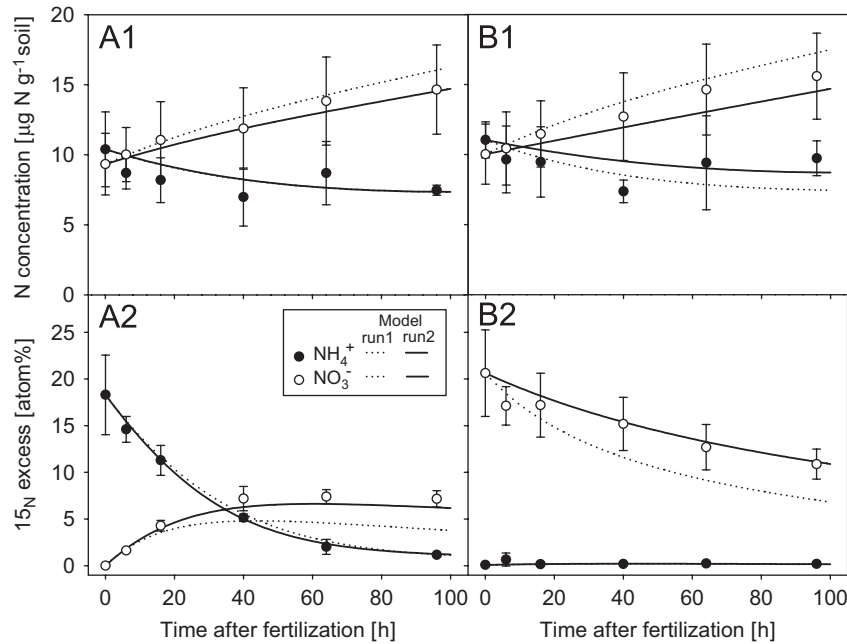 A1
B1
N concentration [µg N g⁻¹ soil]
20
15
10
5
0
A2
B2
Model
run1 run2
NH₄⁺
NO₃⁻
15N excess [atom%]
25
20
15
10
5
0
0 20 40 60 80 100
0 20 40 60 80 100
Time after fertilization [h]
Time after fertilization [h]